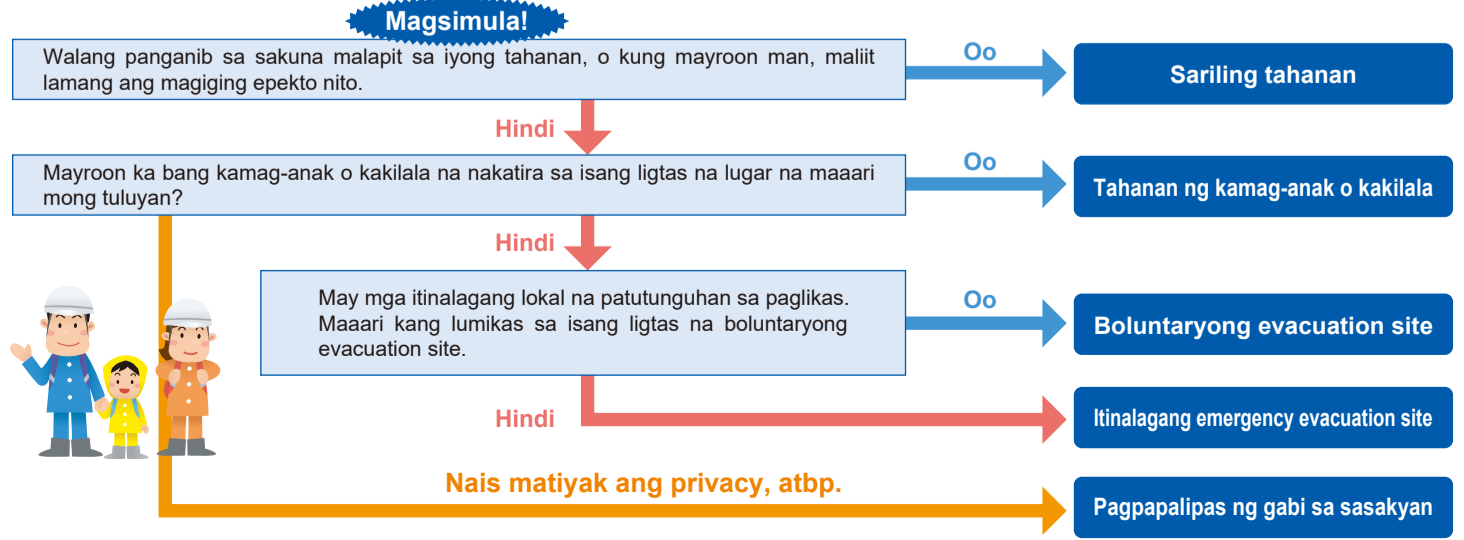 Magsimula!
Walang panganib sa sakuna malapit sa iyong tahanan, o kung mayroon man, maliit
lamang ang magiging epekto nito.
Oo
Sariling tahanan
Hindi
Mayroon ka bang kamag-anak o kakilala na nakatira sa isang ligtas na lugar na maaari
mong tuluyan?
Oo
Tahanan ng kamag-anak o kakilala
Hindi
May mga itinalagang lokal na patutunguhan sa paglikas.
Maaari kang lumikas sa isang ligtas na boluntaryong
evacuation site.
Oo
Boluntaryong evacuation site
Hindi
Itinalagang emergency evacuation site
Nais matiyak ang privacy, atbp.
Pagpapalipas ng gabi sa sasakyan